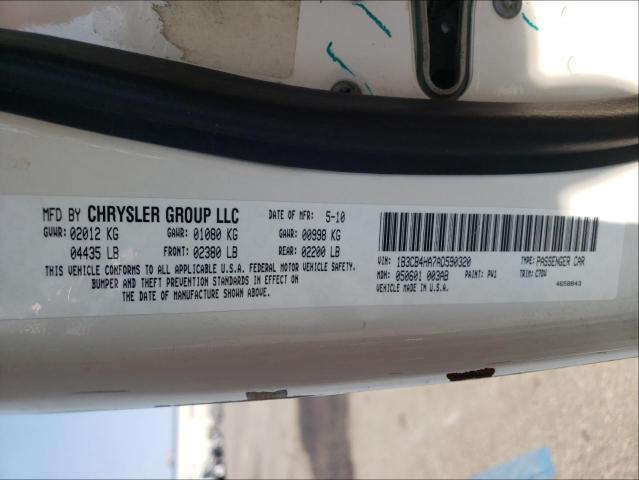 MFD BY CHRYSLER GROUP LLC DATE OF MFR: 5-10
GVWR: 02012 KG GAWR: 01080 KG GAWR: 00998 KG
04435 LB FRONT: 02380 LB REAR: 02200 LB
THIS VEHICLE CONFORMS TO ALL APPLICABLE U.S.A. FEDERAL MOTOR VEHICLE SAFETY,
BUMPER AND THEFT PREVENTION STANDARDS IN EFFECT ON
THE DATE OF MANUFACTURE SHOWN ABOVE.
VIN: 1B3CB4HA7AD590320 TYPE: PASSENGER CAR
MDH: 050601 003AB PAINT: PW1 TRIM: C7DV
VEHICLE MADE IN U.S.A. 4658843